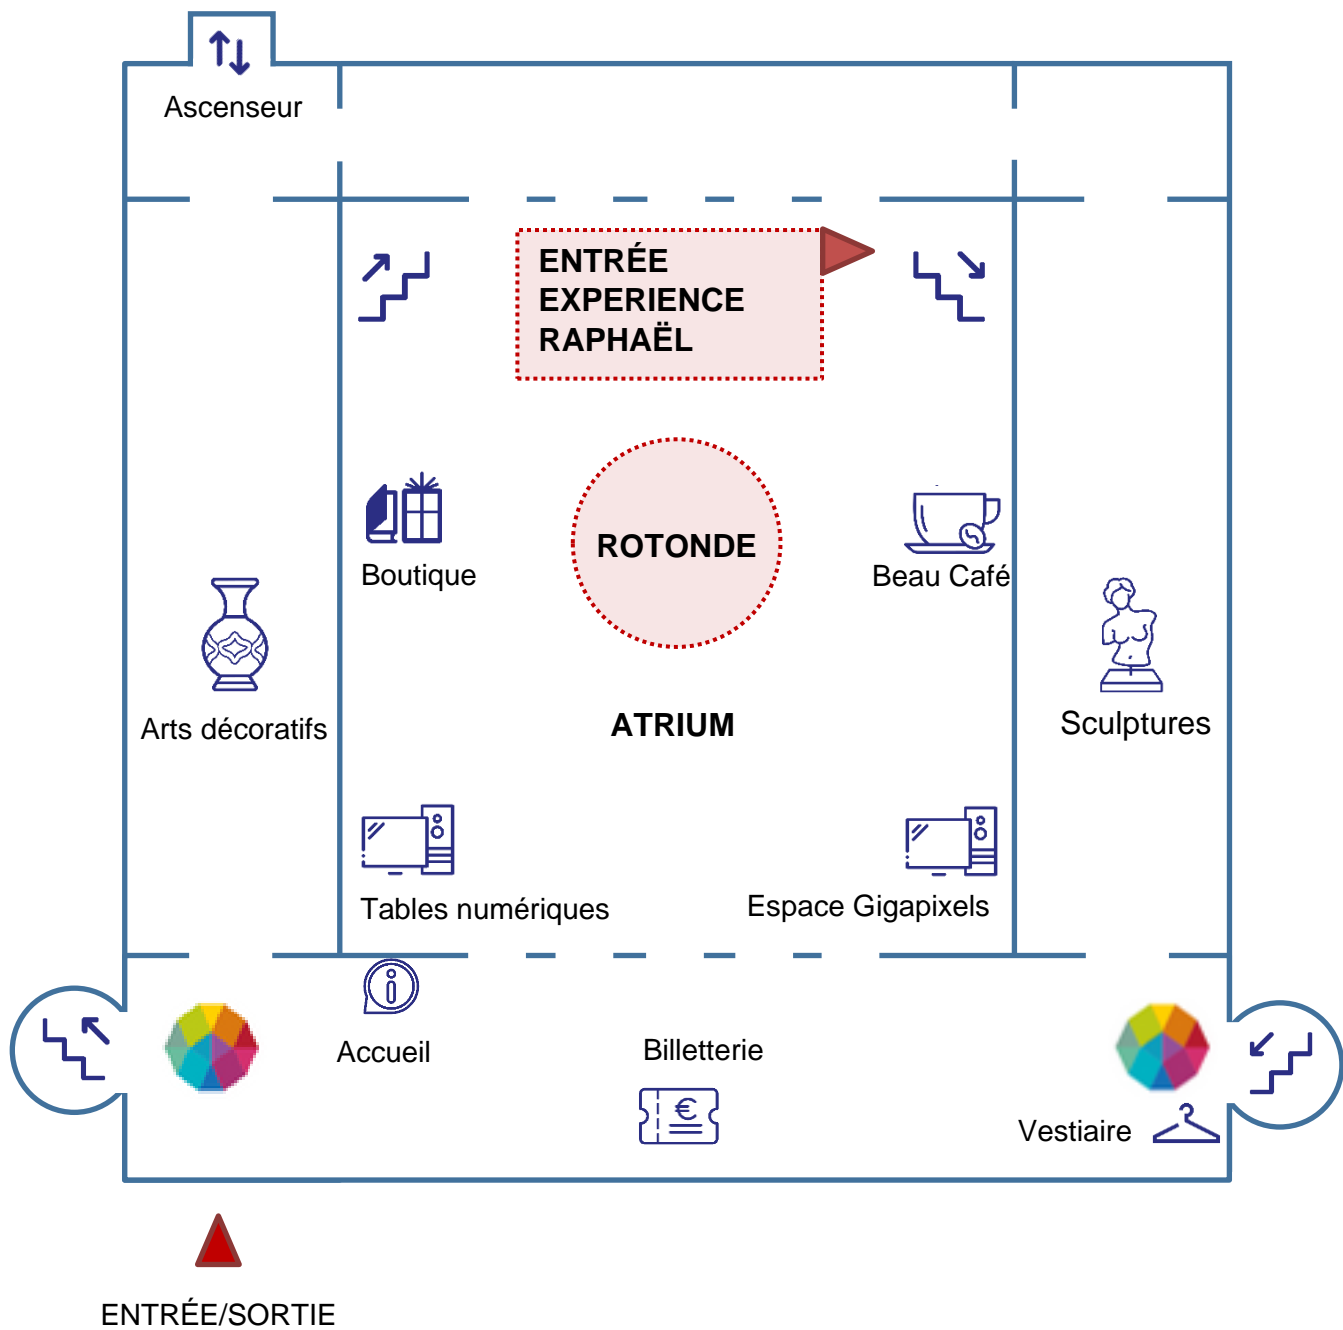 Ascenseur
ENTRÉE
EXPERIENCE
RAPHAËL
ROTONDE
Boutique
Beau Café
Arts décoratifs
ATRIUM
Sculptures
Tables numériques
Espace Gigapixels
Accueil
Billetterie
€
Vestiaire
ENTRÉE/SORTIE